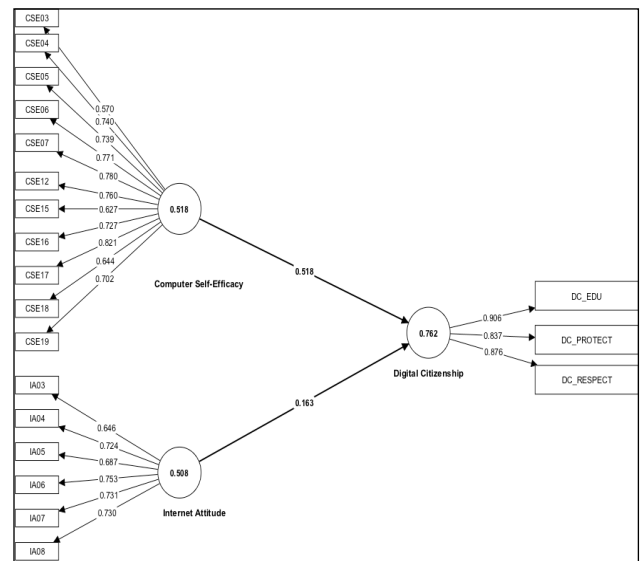 CSE03
CSE04
CSE05
CSE06
CSE07
CSE12
CSE15
CSE16
CSE17
CSE18
CSE19
0.570
0.740
0.739
0.771
0.780
0.760
0.627
0.727
0.821
0.644
0.702
0.518
Computer Self-Efficacy
0.518
IA03
IA04
IA05
IA06
IA07
IA08
0.646
0.724
0.687
0.753
0.731
0.730
0.508
Internet Attitude
0.163
0.762
Digital Citizenship
0.906
0.837
0.876
DC_EDU
DC_PROTECT
DC_RESPECT